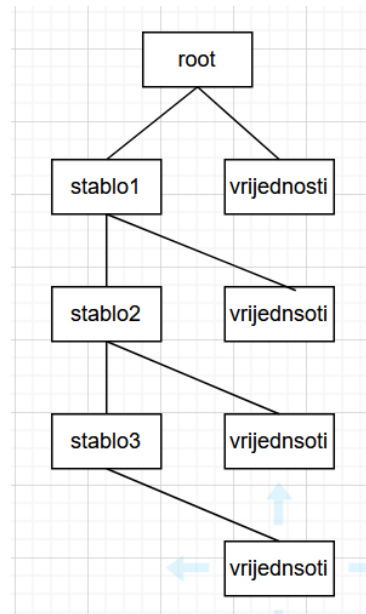 root
stablo1
vrijednosti
stablo2
vrijednsoti
stablo3
vrijednsoti
vrijednsoti